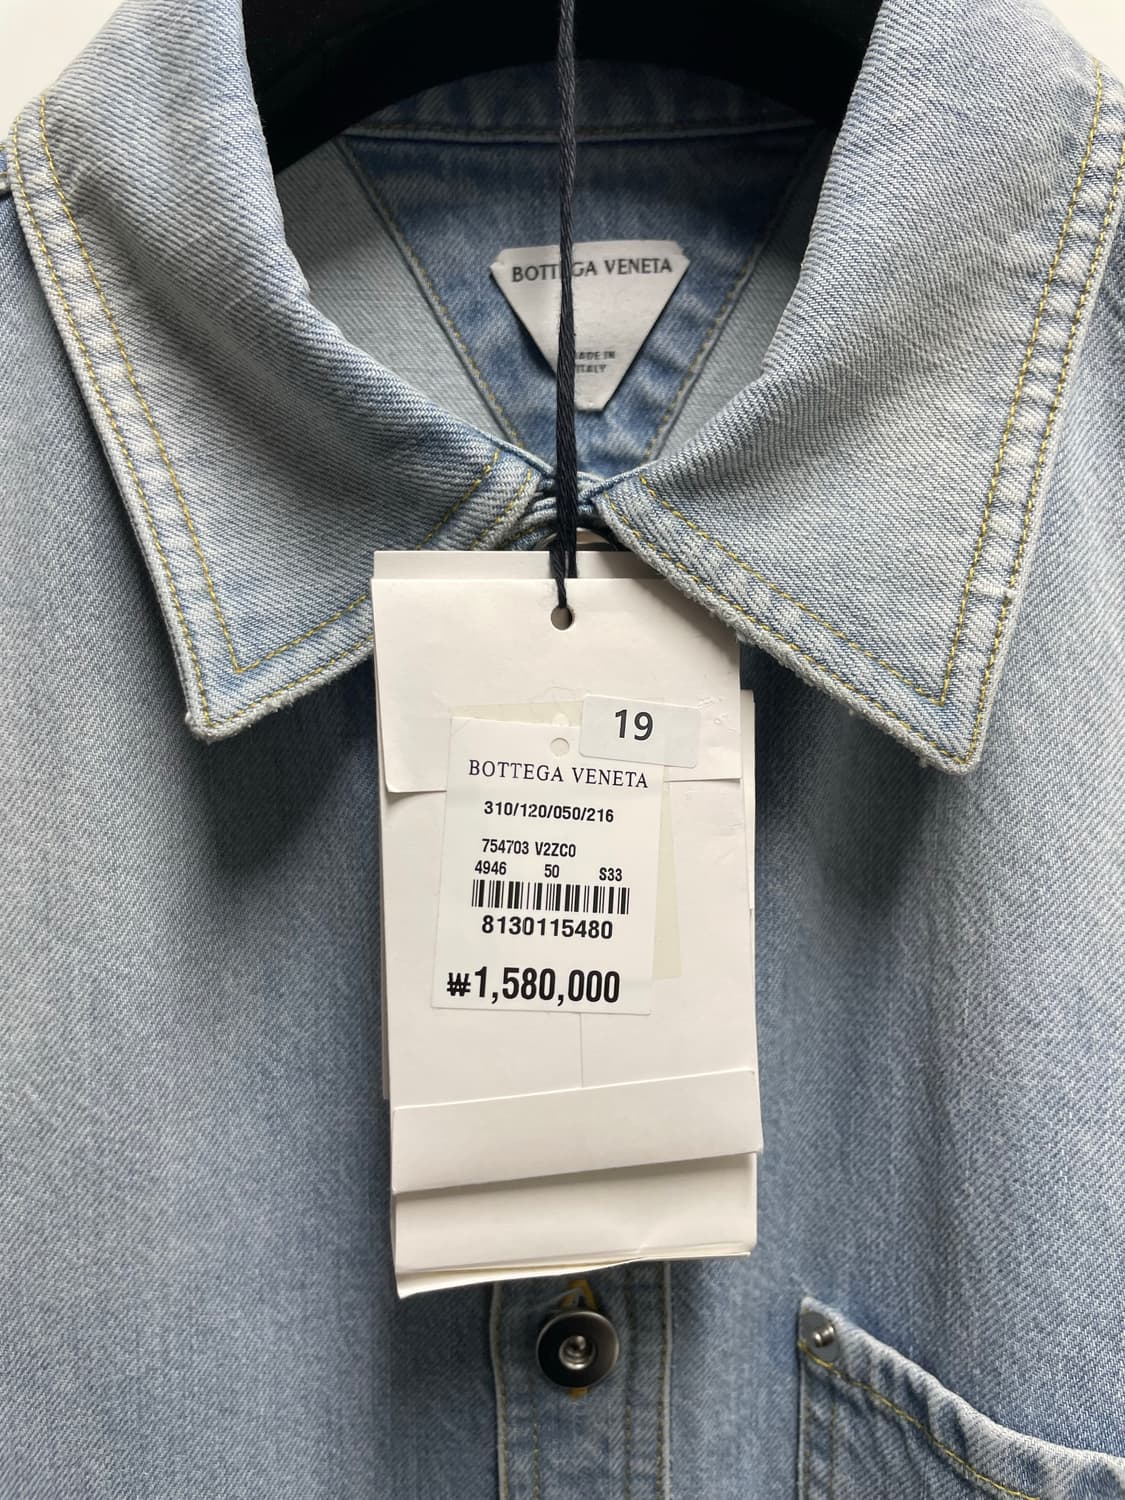 BOTTEGA VENETA
MADE IN
ITALY
19
BOTTEGA VENETA
310/120/050/216
754703 V2ZC0
4946 50 S33
8130115480
₩1,580,000